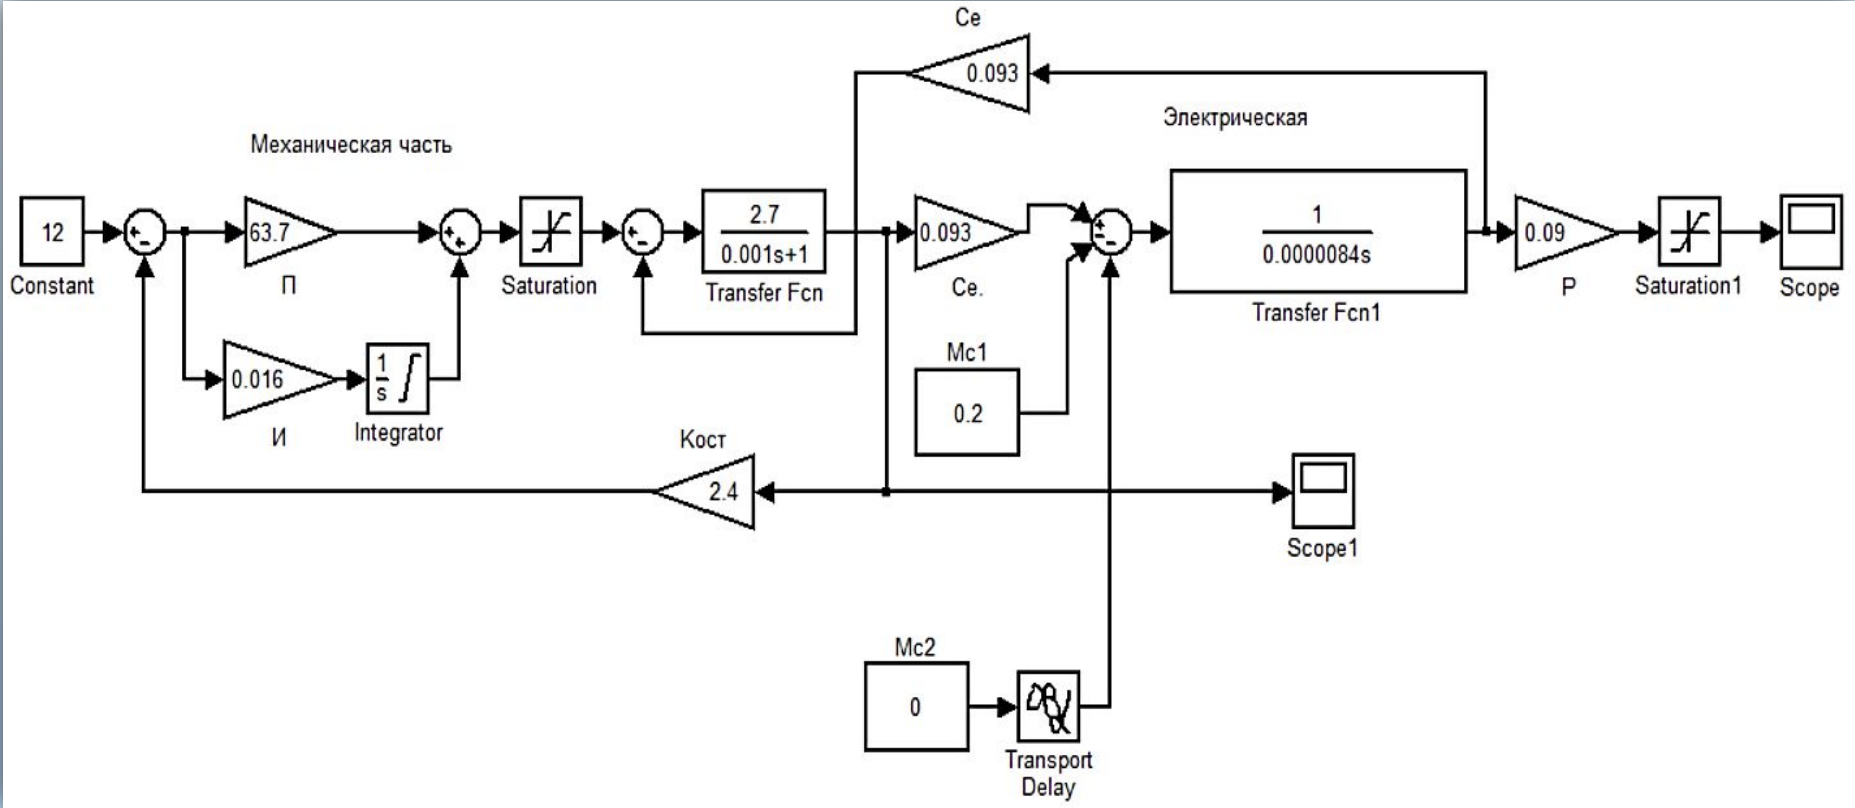 Ce
0.093
Электрическая
Механическая часть
12
Constant
+
-
63.7
П
+
+
Saturation
+
-
2.7
0.001s+1
Transfer Fcn
0.093
Ce.
+
-
-
1
0.0000084s
Transfer Fcn1
0.09
Р
Saturation1
Scope
0.016
И
1
s
Integrator
Mc1
0.2
Кост
2.4
Scope1
Mc2
0
Transport
Delay